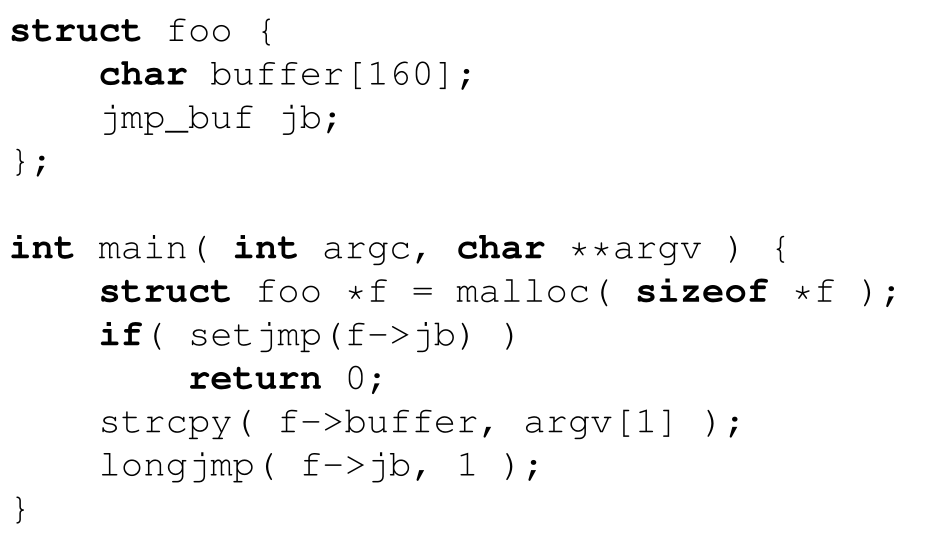 struct foo {
    char buffer[160];
    jmp_buf jb;
};

int main( int argc, char **argv ) {
    struct foo *f = malloc( sizeof *f );
    if( setjmp(f->jb) )
        return 0;
    strcpy( f->buffer, argv[1] );
    longjmp( f->jb, 1 );
}